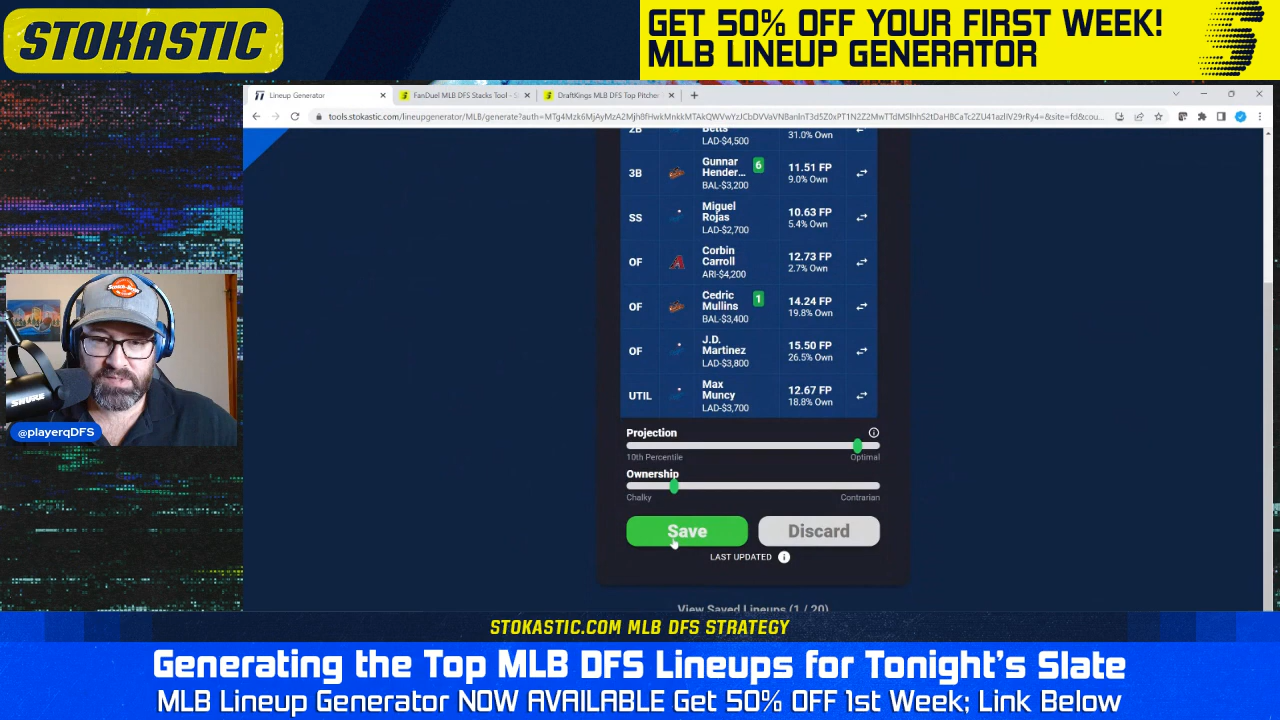 STOKASTIC
GET 50% OFF YOUR FIRST WEEK!
MLB LINEUP GENERATOR
Lineup Generator
FanDuel MLB DFS Stacks Tool - S
DraftKings MLB DFS Top Pitcher
2B
Betts
LAD-$4,500
31.0% Own
3B
Gunnar
Hender...
BAL-$3,200
6
11.51 FP
9.0% Own
SS
Miguel
Rojas
LAD-$2,700
10.63 FP
5.4% Own
OF
Corbin
Carroll
ARI-$4,200
12.73 FP
2.7% Own
OF
Cedric
Mullins
BAL-$3,400
1
14.24 FP
19.8% Own
OF
J.D.
Martinez
LAD-$3,800
15.50 FP
26.5% Own
UTIL
Max
Muncy
LAD-$3,700
12.67 FP
18.8% Own
Projection
10th Percentile
Optimal
Ownership
Chalky
Contrarian
Save
Discard
LAST UPDATED
View Saved Lineups (1 / 20)
SHURE
@playerqDFS
STOKASTIC.COM MLB DFS STRATEGY
Generating the Top MLB DFS Lineups for Tonight's Slate
MLB Lineup Generator NOW AVAILABLE Get 50% OFF 1st Week; Link Below